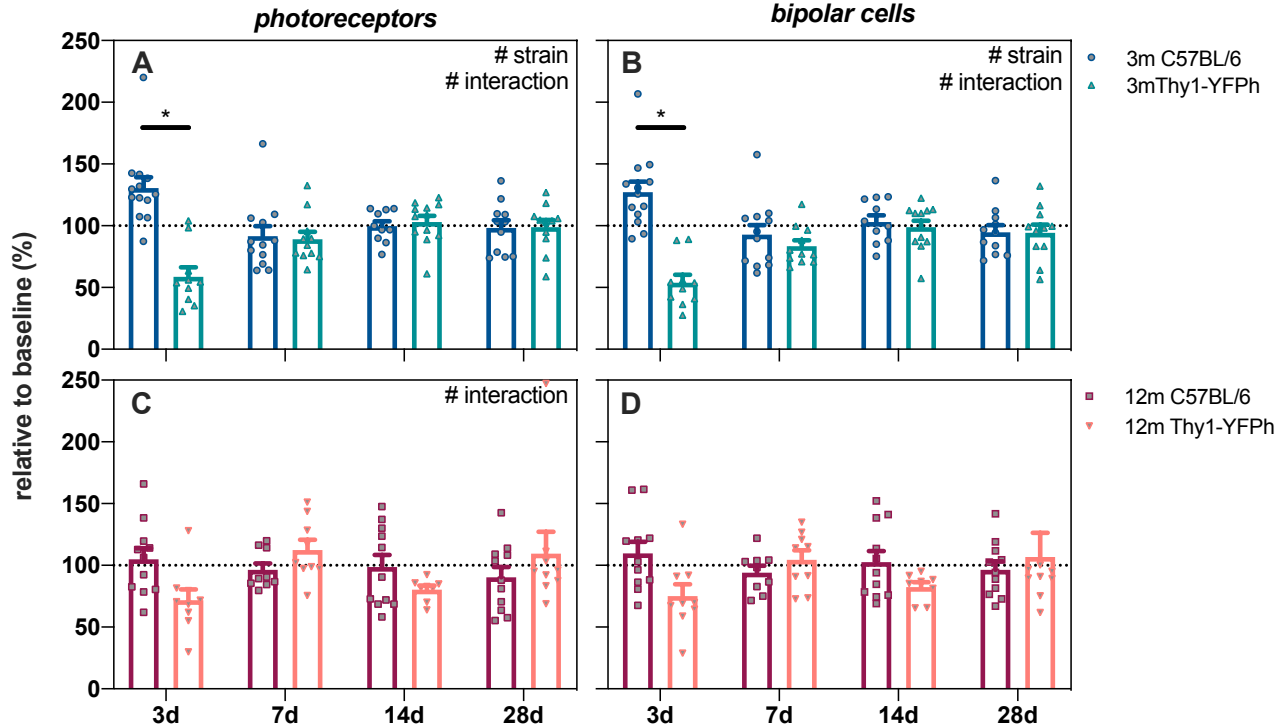 photoreceptors
bipolar cells
relative to baseline (%)
250
200
150
100
50
0
A
# strain
# interaction
*
B
# strain
# interaction
*
3m C57BL/6
3mThy1-YFPh
250
200
150
100
50
0
C
# interaction
D
12m C57BL/6
12m Thy1-YFPh
3d 7d 14d 28d
3d 7d 14d 28d